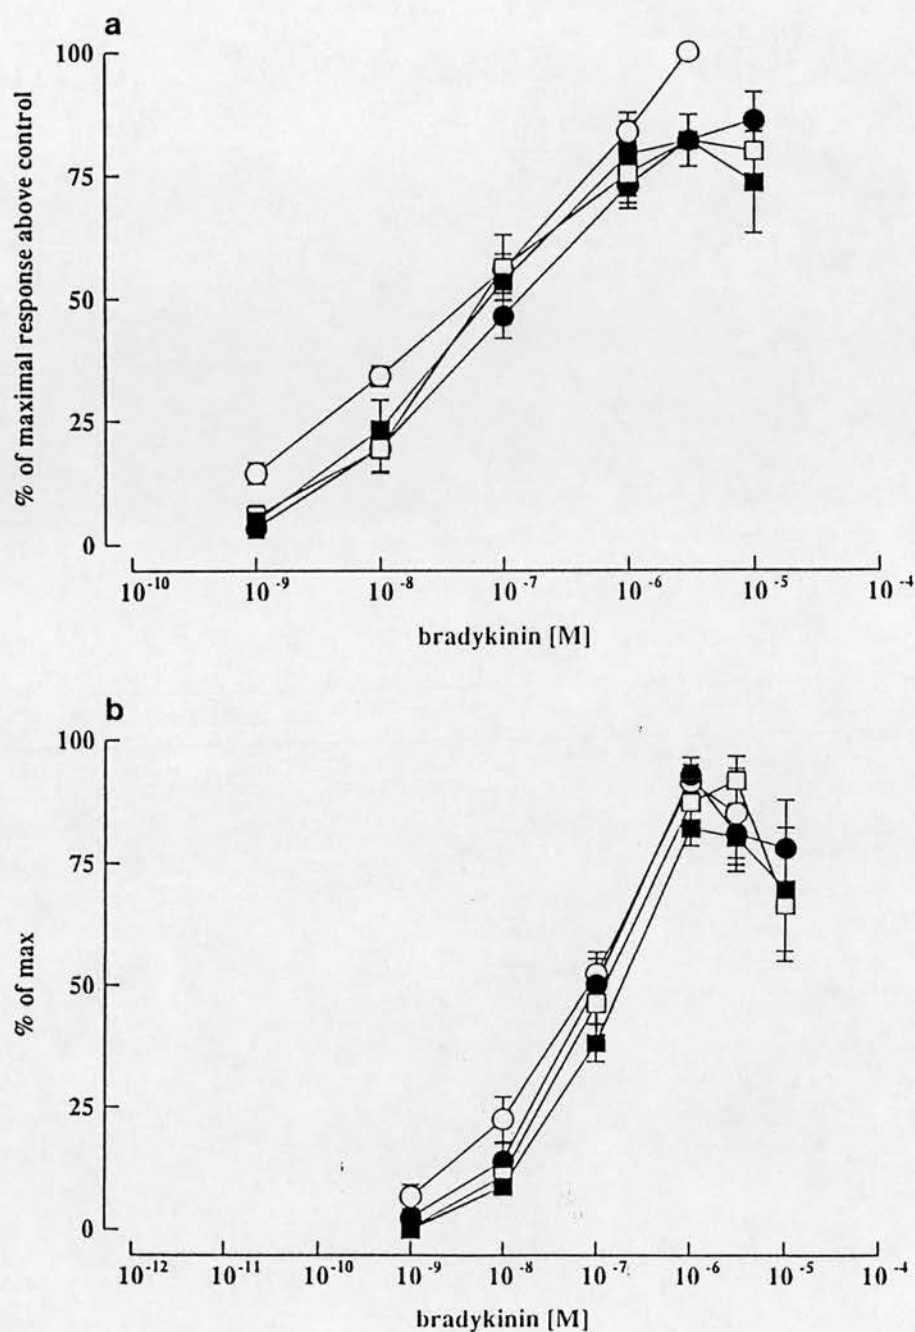 a
100
75
50
25
0
% of maximal response above control
10⁻¹⁰ 10⁻⁹ 10⁻⁸ 10⁻⁷ 10⁻⁶ 10⁻⁵ 10⁻⁴
bradykinin [M]
b
100
75
50
25
0
% of max
10⁻¹² 10⁻¹¹ 10⁻¹⁰ 10⁻⁹ 10⁻⁸ 10⁻⁷ 10⁻⁶ 10⁻⁵ 10⁻⁴
bradykinin [M]